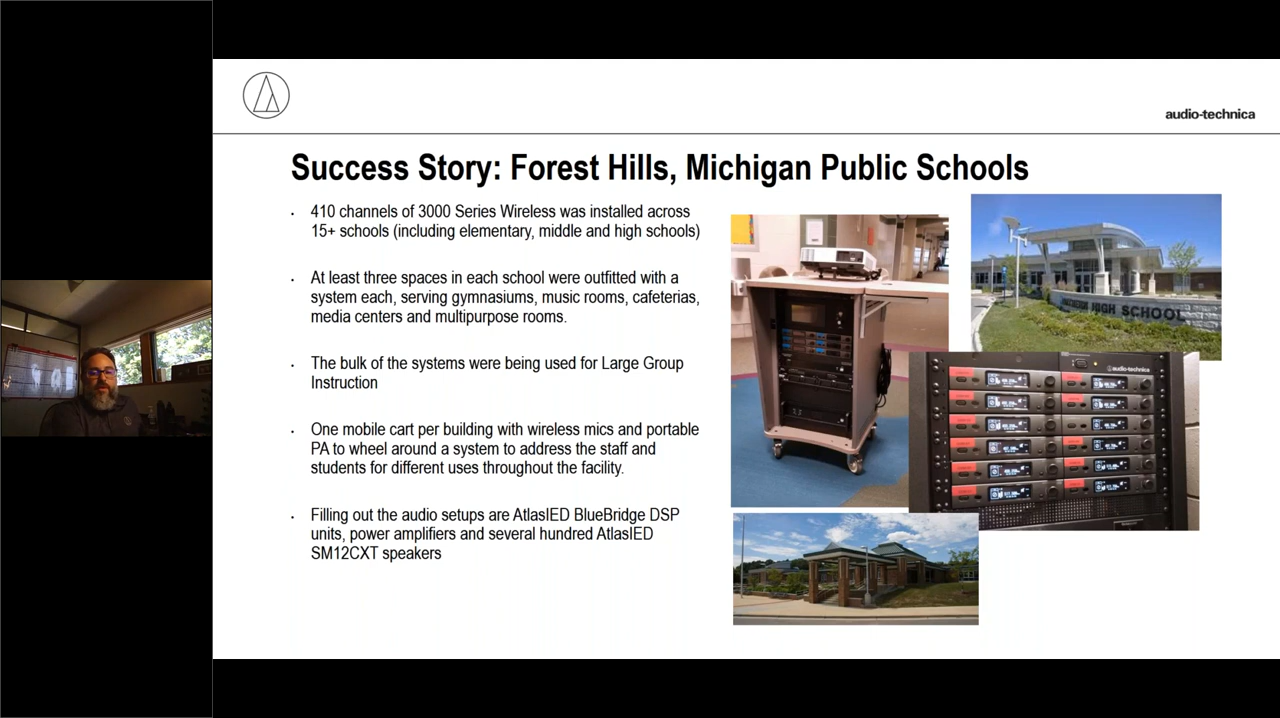 audio-technica
Success Story: Forest Hills, Michigan Public Schools
• 410 channels of 3000 Series Wireless was installed across
15+ schools (including elementary, middle and high schools)
• At least three spaces in each school were outfitted with a
system each, serving gymnasiums, music rooms, cafeterias,
media centers and multipurpose rooms.
• The bulk of the systems were being used for Large Group
Instruction
• One mobile cart per building with wireless mics and portable
PA to wheel around a system to address the staff and
students for different uses throughout the facility.
• Filling out the audio setups are AtlasIED BlueBridge DSP
units, power amplifiers and several hundred AtlasIED
SM12CXT speakers
HIGH SCHOOL
audio-technica